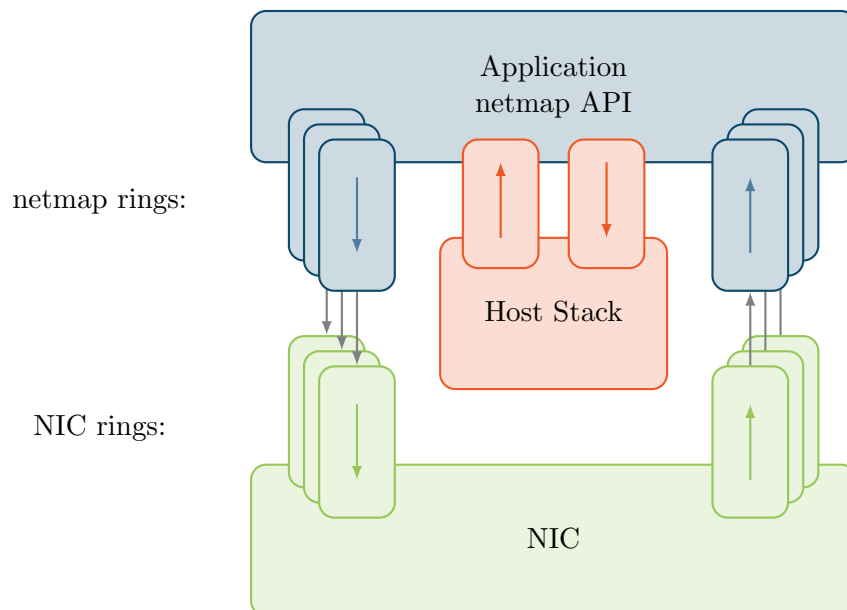 Application
netmap API
netmap rings:
Host Stack
NIC rings:
NIC